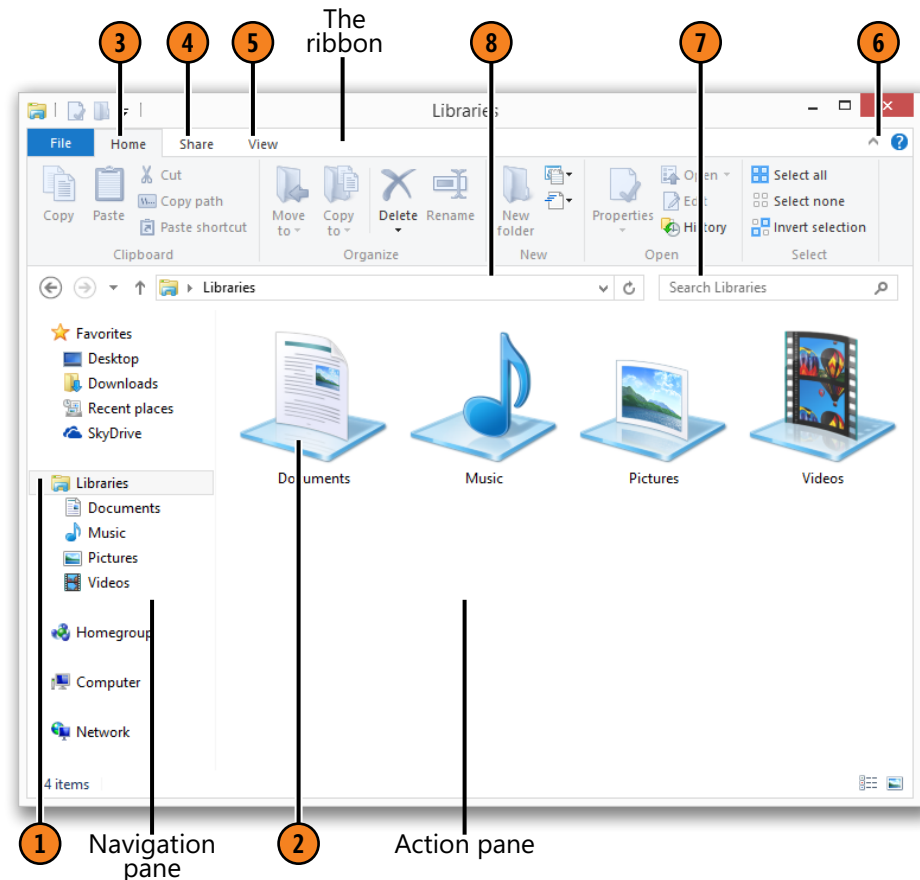 The
ribbon
3 4 5 8 7 6
Libraries
File Home Share View
Copy
Paste
Cut
Copy path
Paste shortcut
Clipboard
Move
to
Copy
to
Delete
Rename
Organize
New
folder
New
Properties
Open
Edit
History
Open
Select all
Select none
Invert selection
Select
Libraries
Search Libraries
Favorites
Desktop
Downloads
Recent places
SkyDrive
Libraries
Documents
Music
Pictures
Videos
Homegroup
Computer
Network
Documents
Music
Pictures
Videos
4 items
1
Navigation
pane
2
Action pane